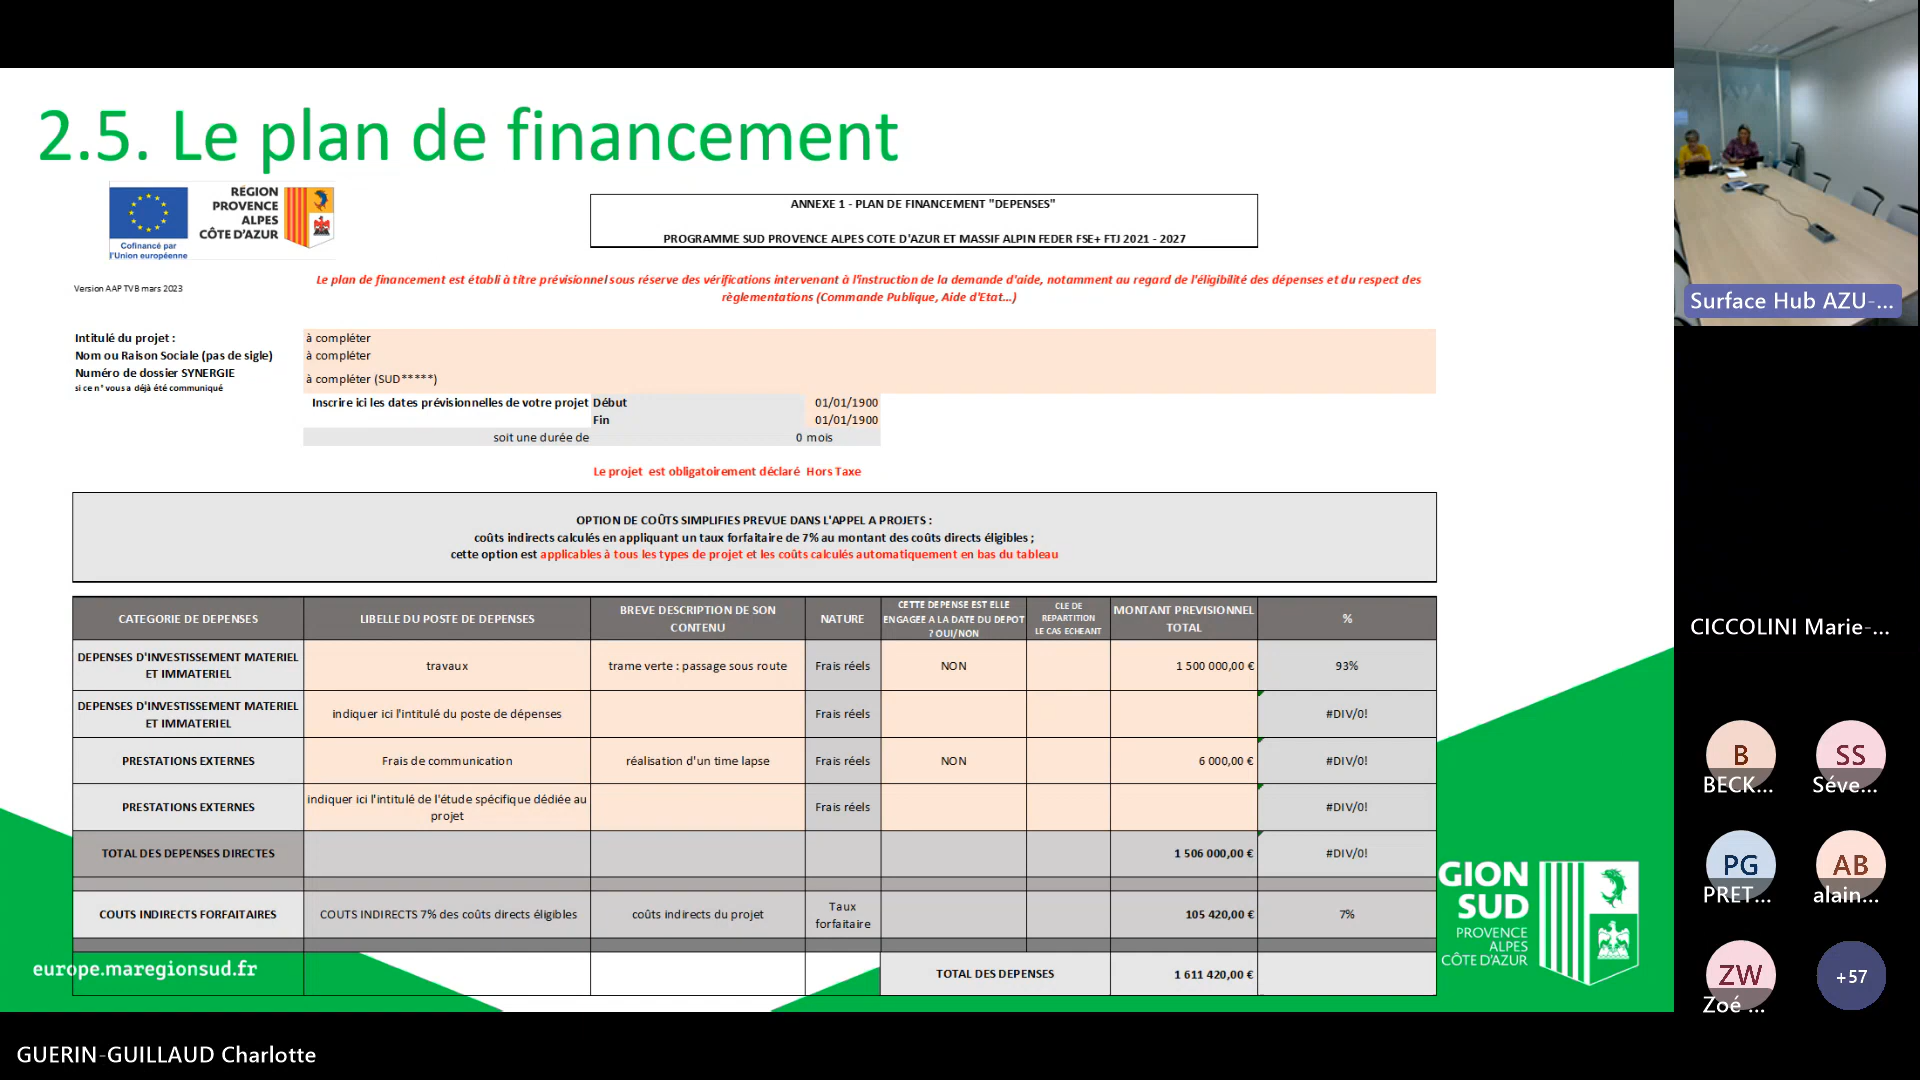 2.5. Le plan de financement
RÉGION
PROVENCE
ALPES
CÔTE D'AZUR
Cofinancé par
l'Union européenne
ANNEXE 1 - PLAN DE FINANCEMENT "DEPENSES"
PROGRAMME SUD PROVENCE ALPES COTE D'AZUR ET MASSIF ALPIN FEDER FSE+ FTJ 2021 - 2027
Version AAP TVB mars 2023
Le plan de financement est établi à titre prévisionnel sous réserve des vérifications intervenant à l'instruction de la demande d'aide, notamment au regard de l'éligibilité des dépenses et du respect des
règlementations (Commande Publique, Aide d'Etat...)
Intitulé du projet :
à compléter
Nom ou Raison Sociale (pas de sigle)
à compléter
Numéro de dossier SYNERGIE
si ce n° vous a déjà été communiqué
à compléter (SUD*****)
Inscrire ici les dates prévisionnelles de votre projet Début 01/01/1900
Fin 01/01/1900
soit une durée de 0 mois
Le projet est obligatoirement déclaré Hors Taxe
OPTION DE COÛTS SIMPLIFIES PREVUE DANS L'APPEL A PROJETS :
coûts indirects calculés en appliquant un taux forfaitaire de 7% au montant des coûts directs éligibles ;
cette option est applicables à tous les types de projet et les coûts calculés automatiquement en bas du tableau
CATEGORIE DE DEPENSES
LIBELLE DU POSTE DE DEPENSES
BREVE DESCRIPTION DE SON
CONTENU
NATURE
CETTE DEPENSE EST ELLE
ENGAGEE A LA DATE DU DEPOT
? OUI/NON
CLE DE
REPARTITION
LE CAS ECHEANT
MONTANT PREVISIONNEL
TOTAL
%
DEPENSES D'INVESTISSEMENT MATERIEL
ET IMMATERIEL
travaux
trame verte : passage sous route
Frais réels
NON
1 500 000,00 €
93%
DEPENSES D'INVESTISSEMENT MATERIEL
ET IMMATERIEL
indiquer ici l'intitulé du poste de dépenses
Frais réels
#DIV/0!
PRESTATIONS EXTERNES
Frais de communication
réalisation d'un time lapse
Frais réels
NON
6 000,00 €
#DIV/0!
PRESTATIONS EXTERNES
indiquer ici l'intitulé de l'étude spécifique dédiée au
projet
Frais réels
#DIV/0!
TOTAL DES DEPENSES DIRECTES
1 506 000,00 €
#DIV/0!
COUTS INDIRECTS FORFAITAIRES
COUTS INDIRECTS 7% des coûts directs éligibles
coûts indirects du projet
Taux
forfaitaire
105 420,00 €
7%
TOTAL DES DEPENSES
1 611 420,00 €
europe.maregionsud.fr
GION
SUD
PROVENCE
ALPES
CÔTE D'AZUR
GUERIN-GUILLAUD Charlotte
Surface Hub AZU-...
CICCOLINI Marie-...
B
BECK...
SS
Séve...
PG
PRET...
AB
alain...
ZW
Zoé ...
+57